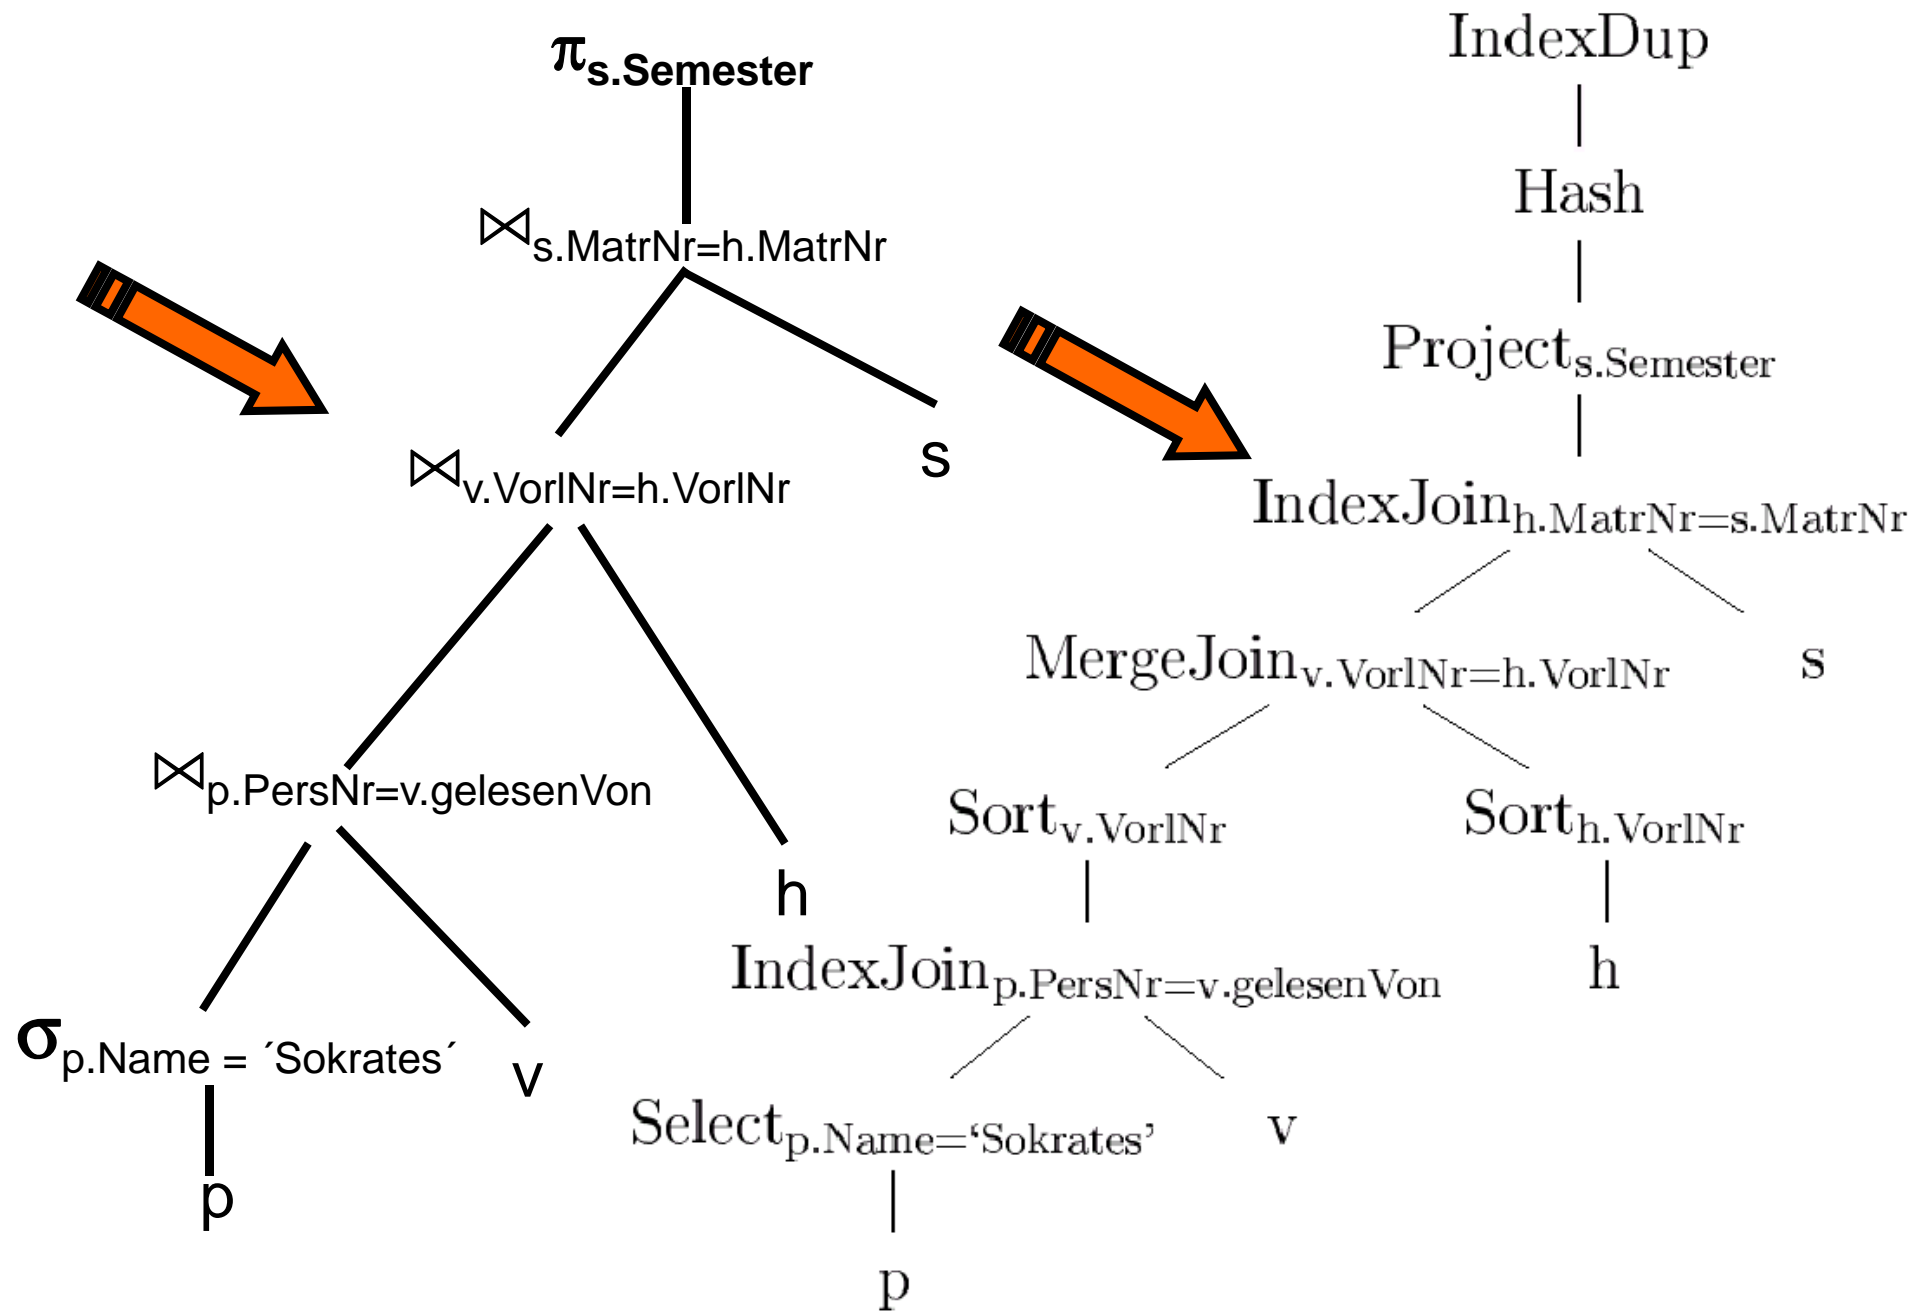 πs.Semester
⋈s.MatrNr=h.MatrNr
s
⋈v.VorlNr=h.VorlNr
⋈p.PersNr=v.gelesenVon
h
σp.Name = ´Sokrates´
v
p
IndexDup
Hash
Projects.Semester
IndexJoinh.MatrNr=s.MatrNr
MergeJoinv.VorlNr=h.VorlNr
s
Sortv.VorlNr
Sorth.VorlNr
IndexJoinp.PersNr=v.gelesenVon
h
Selectp.Name=‘Sokrates’
v
p